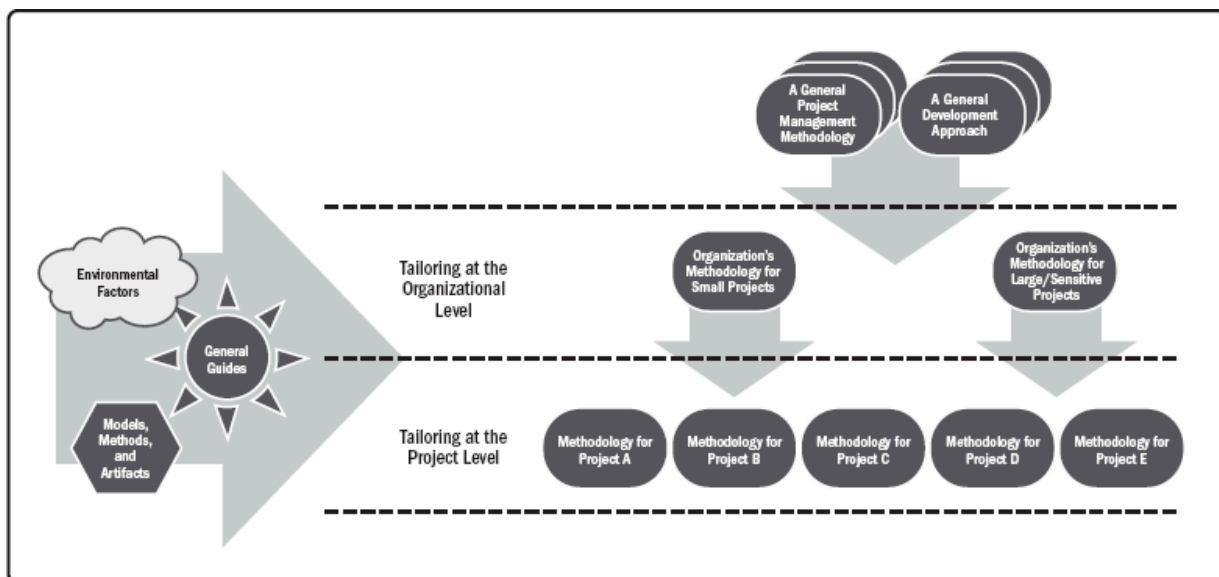 A General
Project
Management
Methodology
A General
Development
Approach
Environmental
Factors
General
Guides
Models,
Methods,
and
Artifacts
Tailoring at the
Organizational
Level
Organization's
Methodology for
Small Projects
Organization's
Methodology for
Large/Sensitive
Projects
Tailoring at the
Project Level
Methodology for
Project A
Methodology for
Project B
Methodology for
Project C
Methodology for
Project D
Methodology for
Project E